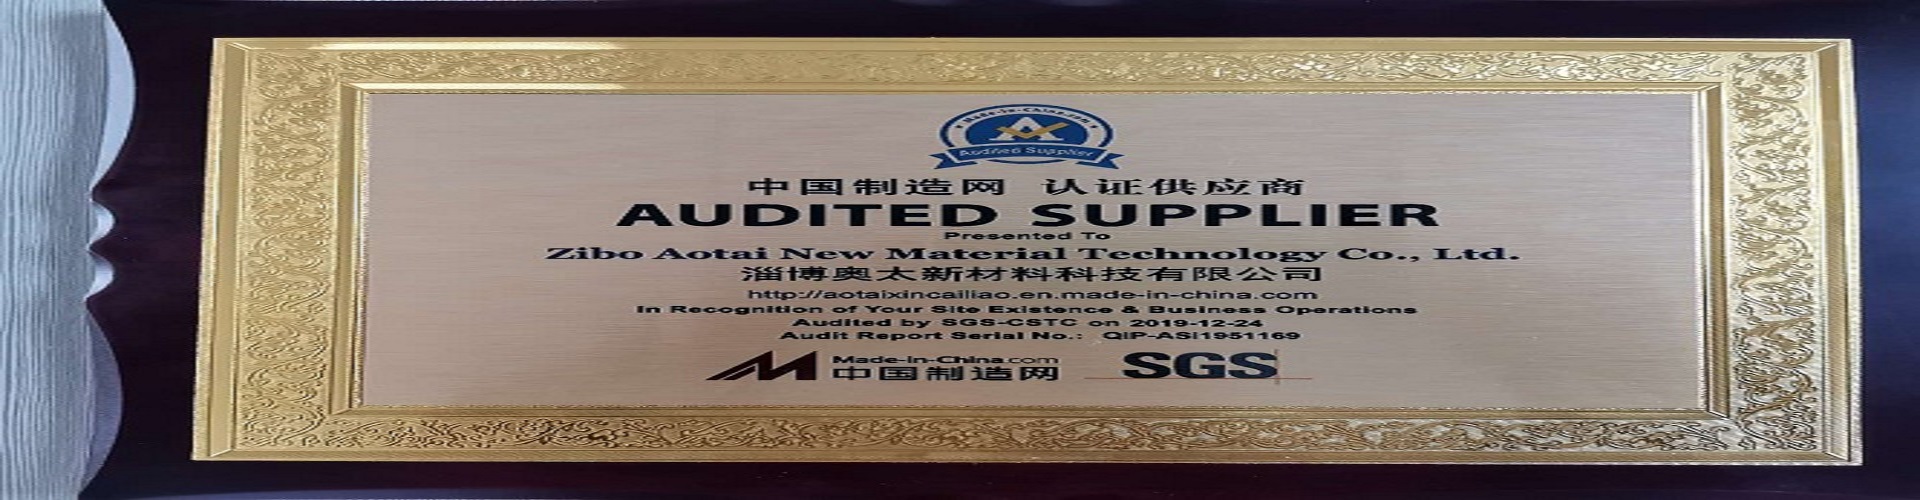 Made-in-China.com
A
Audited Supplier
中国制造网 认证供应商
AUDITED SUPPLIER
Presented To
Zibo Aotai New Material Technology Co., Ltd.
淄博奥太新材料科技有限公司
http://aotaixincailiao.en.made-in-china.com
In Recognition of Your Site Existence & Business Operations
Audited by SGS-CSTC on 2019-12-24
Audit Report Serial No.: QIP-ASI1951169
Made-in-China.com
中国制造网
SGS